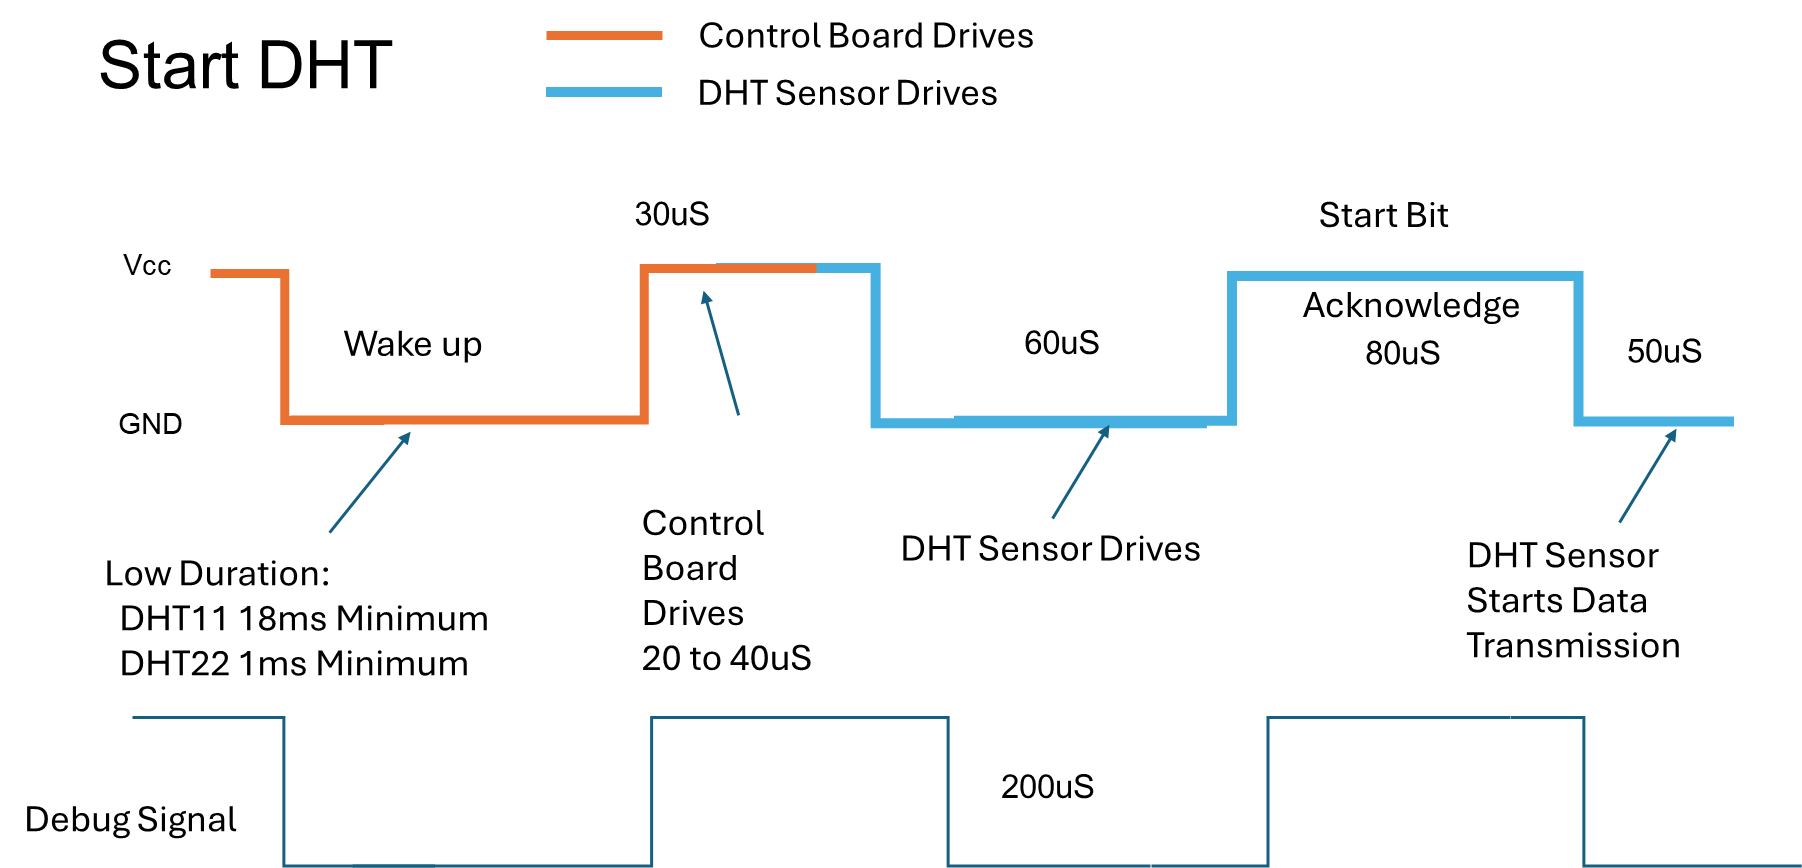 Start DHT
Control Board Drives
DHT Sensor Drives
30uS
Start Bit
Vcc
Acknowledge
Wake up
60uS
80uS
50uS
GND
Control
Board
Drives
20 to 40uS
DHT Sensor Drives
DHT Sensor
Starts Data
Transmission
Low Duration:
DHT11 18ms Minimum
DHT22 1ms Minimum
200uS
Debug Signal